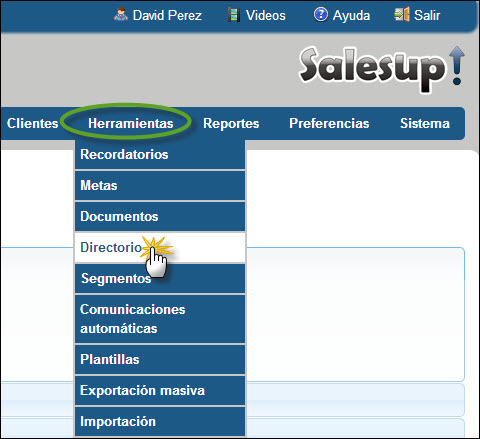 David Perez Videos Ayuda Salir
Salesup!
Clientes Herramientas Reportes Preferencias Sistema
Recordatorios
Metas
Documentos
Directorio
Segmentos
Comunicaciones
automáticas
Plantillas
Exportación masiva
Importación